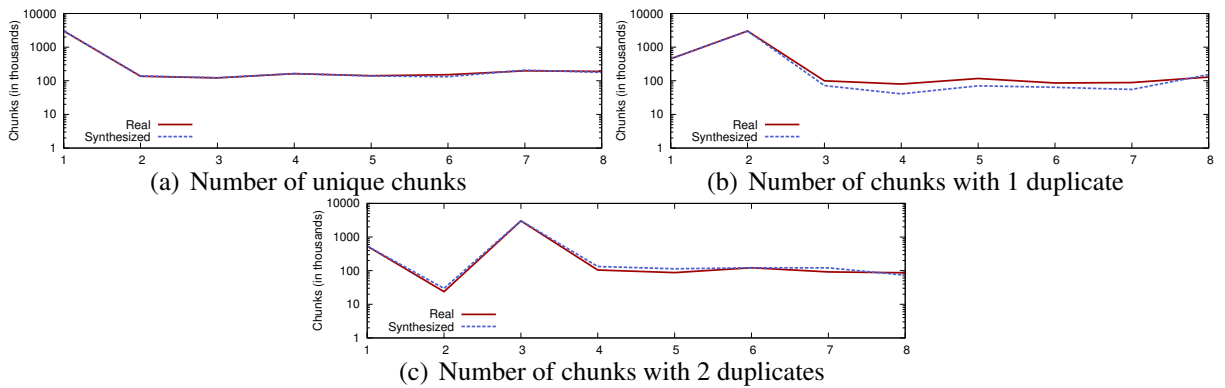 Chunks (in thousands)
10000
1000
100
10
1
Real
Synthesized
1 2 3 4 5 6 7 8
(a) Number of unique chunks
Chunks (in thousands)
10000
1000
100
10
1
Real
Synthesized
1 2 3 4 5 6 7 8
(b) Number of chunks with 1 duplicate
Chunks (in thousands)
10000
1000
100
10
1
Real
Synthesized
1 2 3 4 5 6 7 8
(c) Number of chunks with 2 duplicates